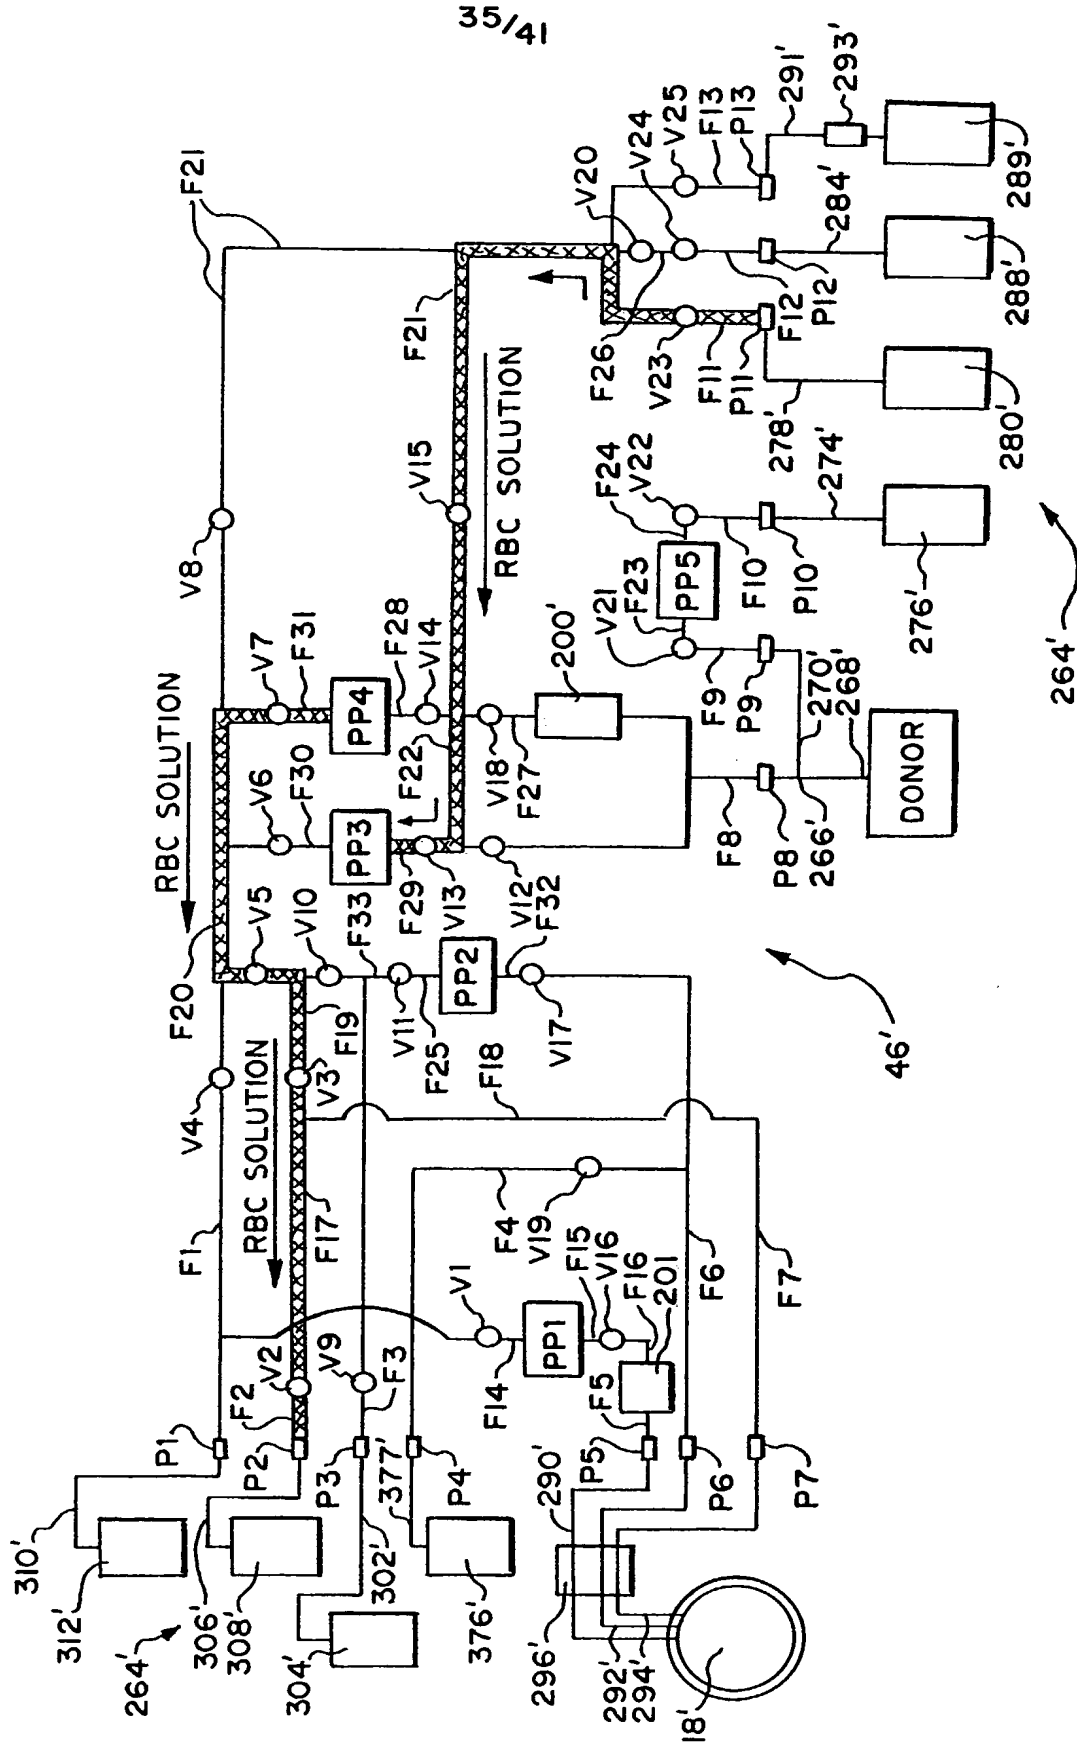 35/41
F21
V8
RBC SOLUTION
V7
F31
V6
F30
PP4
PP3
F28
V14
F22
F29
V13
F20
V5
V10
F33
F19
V11
F25
PP2
V12
F32
V17
V4
F1
RBC SOLUTION
V3
F17
F18
F21
V15
RBC SOLUTION
V18
F27
200'
V20
V24
V25
F13
P13
291'
293'
289'
F26
V23
F11
P11
F12
P12
284'
288'
278'
280'
F24
V22
PP5
F10
P10
274'
276'
V21
F23
F9
P9
270'
F8
P8
266'
268'
DONOR
264'
46'
F4
V19
V1
F14
PP1
F15
V16
F16
201
F5
F6
F7
V2
F2
V9
F3
P1
P2
P3
P4
P5
P6
P7
310'
312'
264'
306'
308'
302'
304'
377'
376'
290'
296'
292'
294'
18'